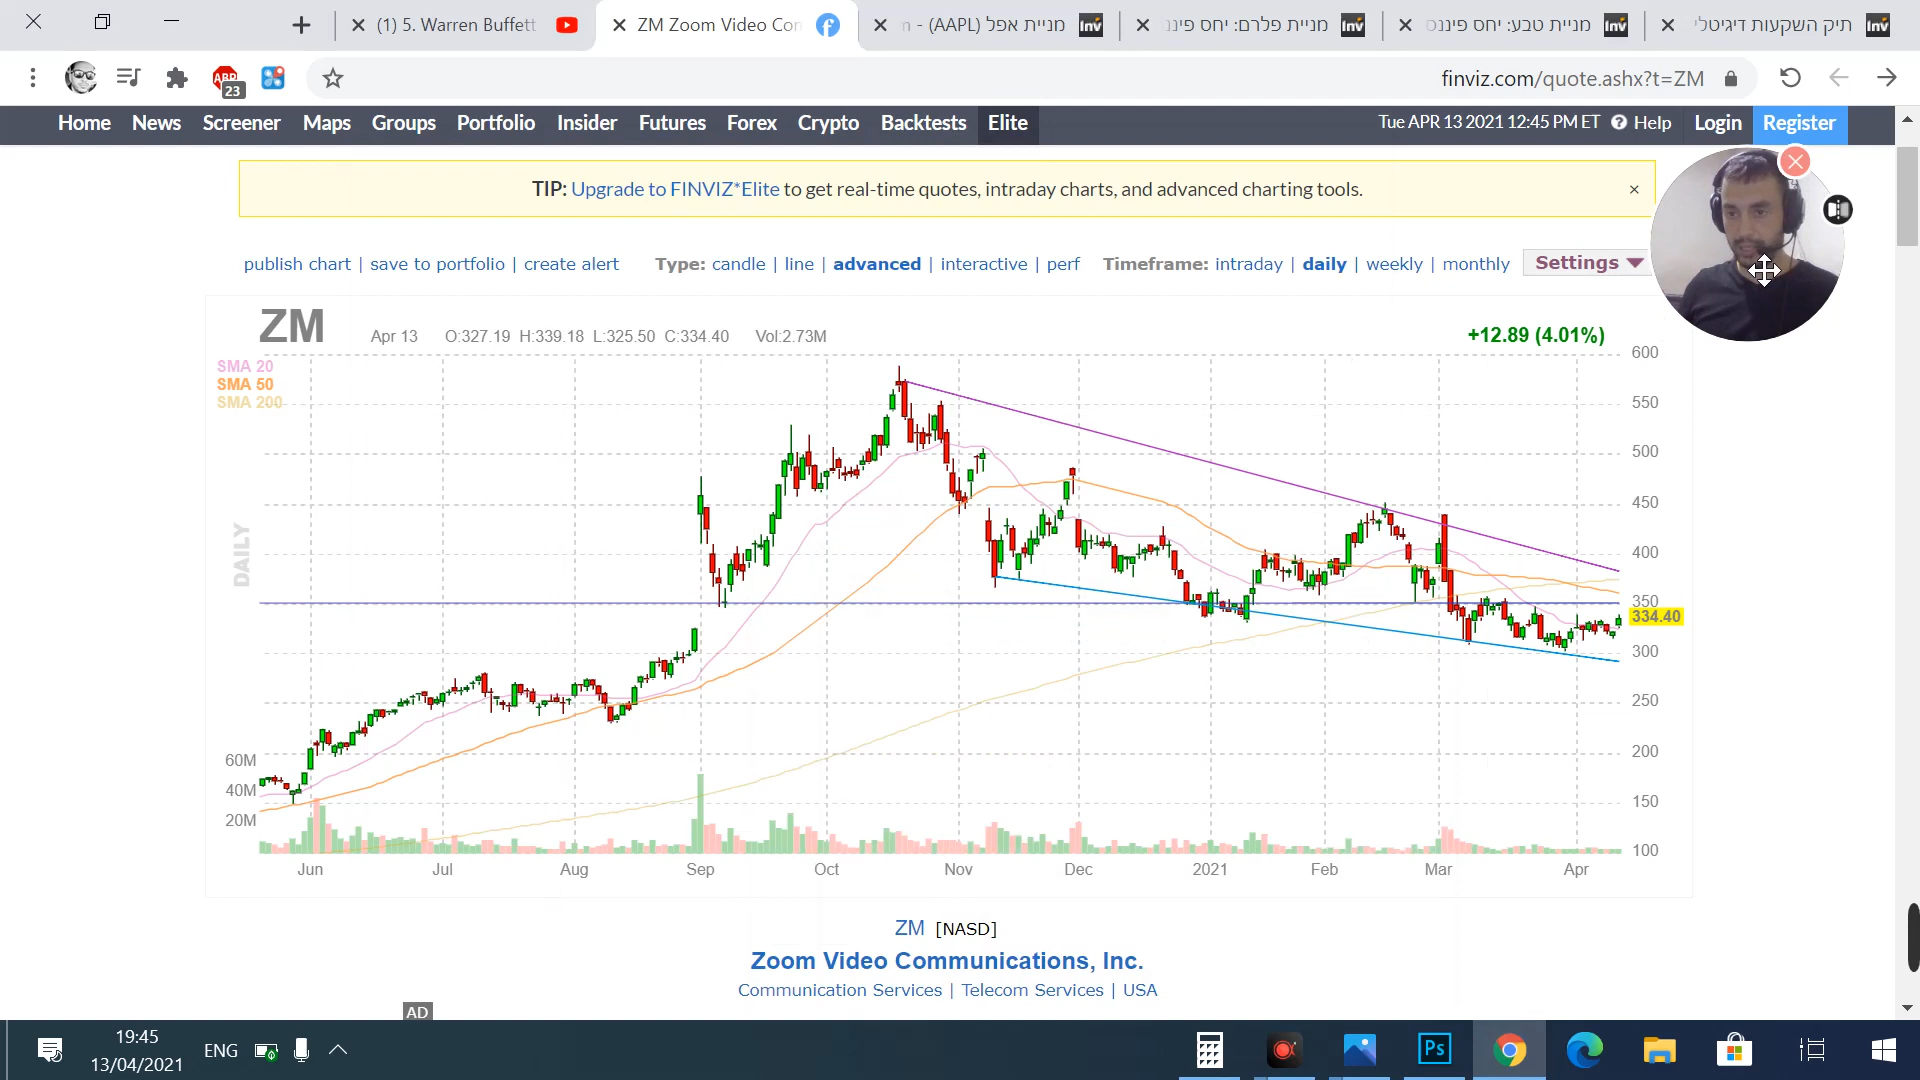 (1) 5. Warren Buffett
ZM Zoom Video Con
מניית אפל (AAPL) -
מניית פלרם: יחס פיננ
מניית טבע: יחס פיננס
תיק השקעות דיגיטלי
ABP
23
finviz.com/quote.ashx?t=ZM
Home News Screener Maps Groups Portfolio Insider Futures Forex Crypto Backtests Elite
Tue APR 13 2021 12:45 PM ET Help Login Register
TIP: Upgrade to FINVIZ*Elite to get real-time quotes, intraday charts, and advanced charting tools. ×
publish chart | save to portfolio | create alert Type: candle | line | advanced | interactive | perf Timeframe: intraday | daily | weekly | monthly Settings
ZM Apr 13 O:327.19 H:339.18 L:325.50 C:334.40 Vol:2.73M +12.89 (4.01%)
SMA 20
SMA 50
SMA 200
DAILY
600
550
500
450
400
350
334.40
300
250
200
150
100
60M
40M
20M
Jun Jul Aug Sep Oct Nov Dec 2021 Feb Mar Apr
ZM [NASD]
Zoom Video Communications, Inc.
Communication Services | Telecom Services | USA
AD
19:45
13/04/2021
ENG
Ps